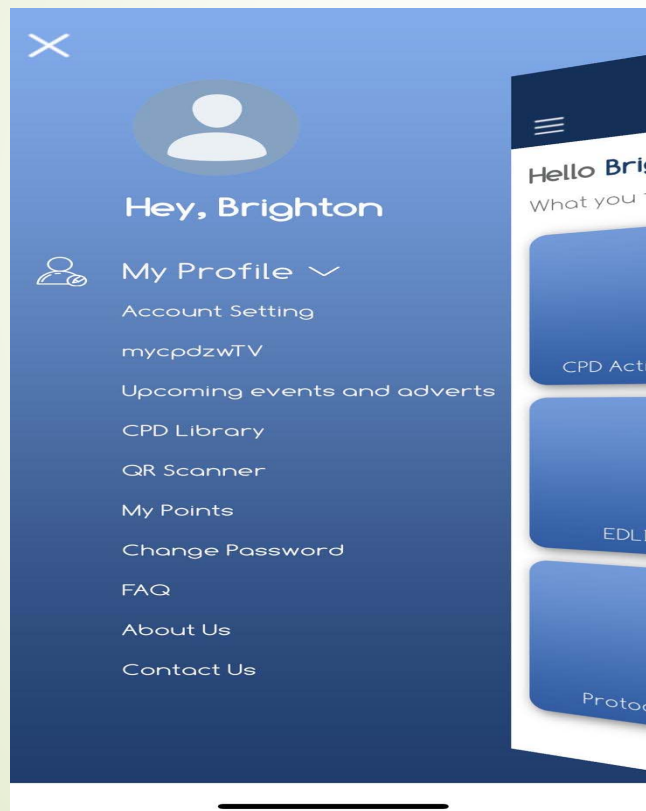 Hey, Brighton
My Profile
Account Setting
mycpdzwTV
Upcoming events and adverts
CPD Library
QR Scanner
My Points
Change Password
FAQ
About Us
Contact Us
Hello
What you
CPD